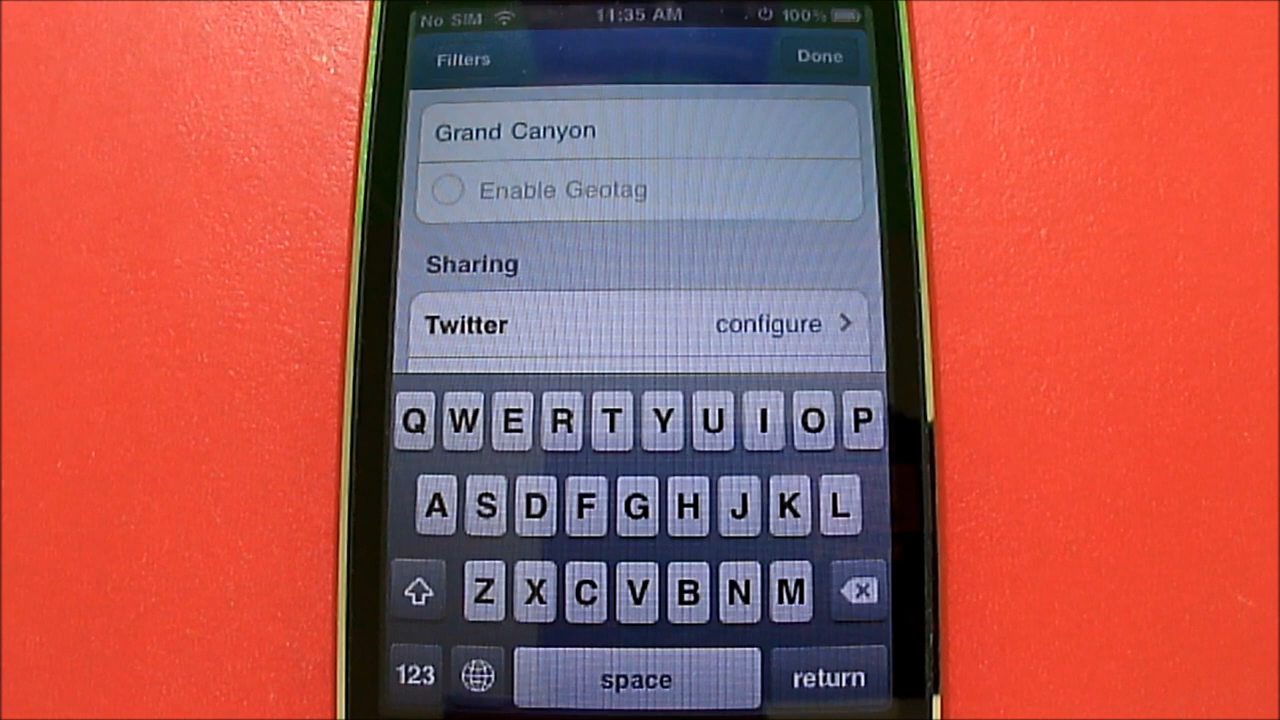 No SIM 11:35 AM 100%
Filters Done
Grand Canyon
Enable Geotag
Sharing
Twitter configure
Q W E R T Y U I O P
A S D F G H J K L
Z X C V B N M
123 space return